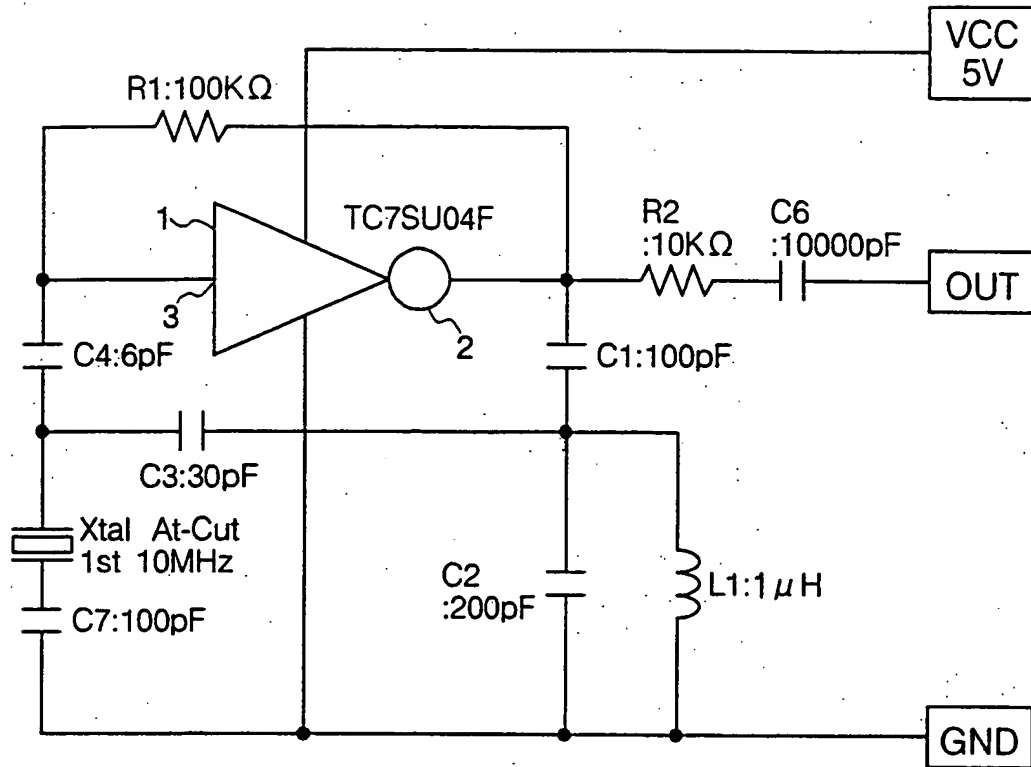 VCC
5V
R1:100KΩ
1
TC7SU04F
R2
:10KΩ
C6
:10000pF
OUT
3
2
C4:6pF
C1:100pF
C3:30pF
Xtal At-Cut
1st 10MHz
C2
:200pF
L1:1μH
C7:100pF
GND